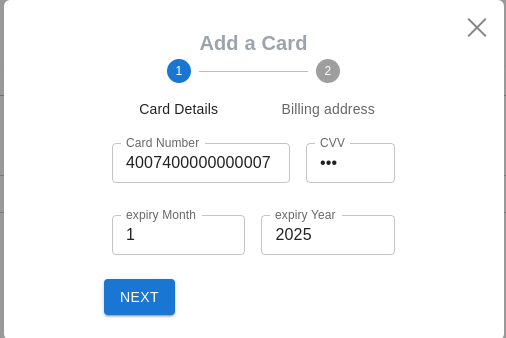 Add a Card
1
2
Card Details
Billing address
Card Number
CVV
4007400000000007
•••
expiry Month
expiry Year
1
2025
NEXT